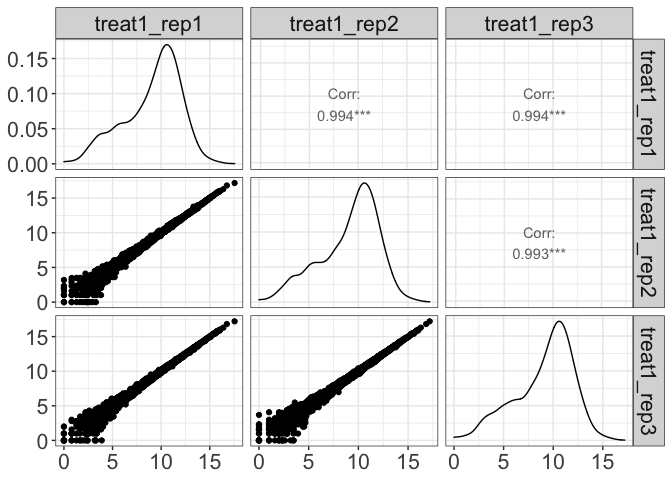 treat1_rep1
treat1_rep2
treat1_rep3
0.15
0.10
0.05
0.00
Corr:
0.994***
Corr:
0.994***
treat1_rep1
15
10
5
0
Corr:
0.993***
treat1_rep2
15
10
5
0
treat1_rep3
0 5 10 15
0 5 10 15
0 5 10 15